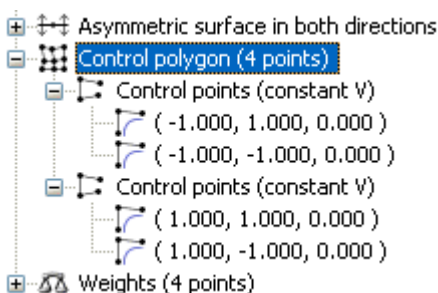 Asymmetric surface in both directions
Control polygon (4 points)
Control points (constant V)
( -1.000, 1.000, 0.000 )
( -1.000, -1.000, 0.000 )
Control points (constant V)
( 1.000, 1.000, 0.000 )
( 1.000, -1.000, 0.000 )
Weights (4 points)